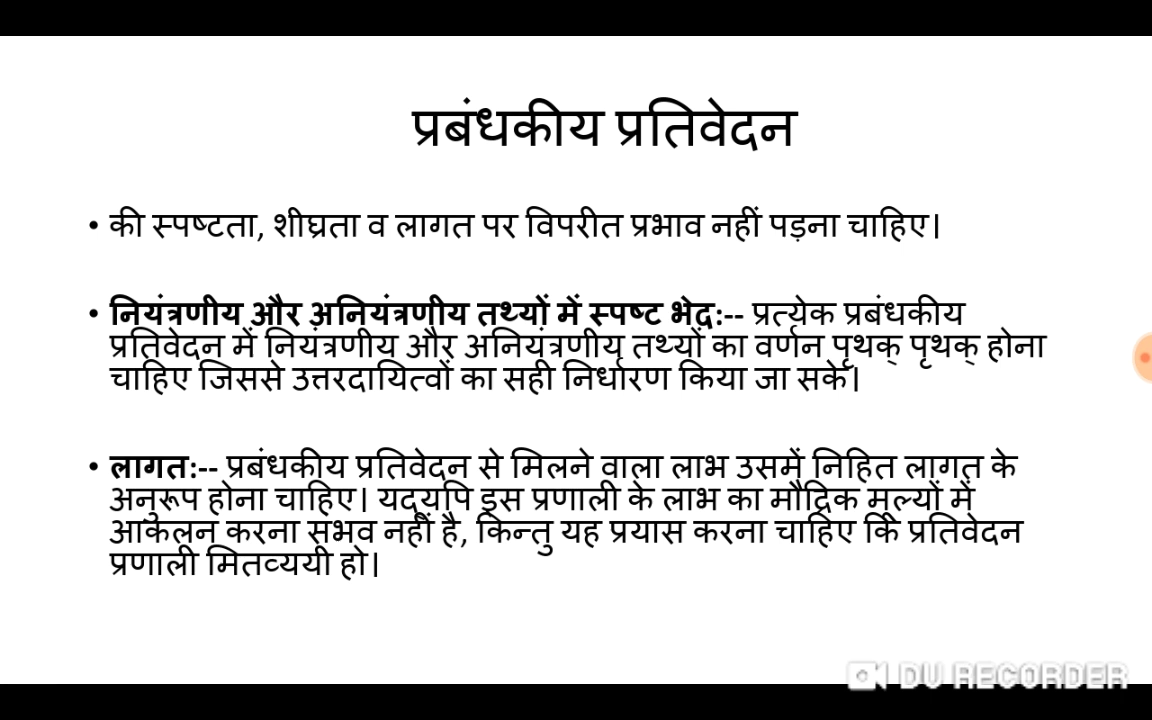 प्रबंधकीय प्रतिवेदन
• की स्पष्टता, शीघ्रता व लागत पर विपरीत प्रभाव नहीं पड़ना चाहिए।
• नियंत्रणीय और अनियंत्रणीय तथ्यों में स्पष्ट भेद:-- प्रत्येक प्रबंधकीय
प्रतिवेदन में नियंत्रणीय और अनियंत्रणीय तथ्यों का वर्णन पृथक् पृथक् होना
चाहिए जिससे उत्तरदायित्वों का सही निर्धारण किया जा सके।
• लागत:-- प्रबंधकीय प्रतिवेदन से मिलने वाला लाभ उसमें निहित लागत के
अनुरूप होना चाहिए। यद्यपि इस प्रणाली के लाभ का मौद्रिक मूल्यों में
आकलन करना संभव नहीं है, किन्तु यह प्रयास करना चाहिए कि प्रतिवेदन
प्रणाली मितव्ययी हो।
DU RECORDER